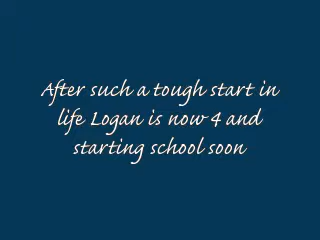 After such a tough start in
life Logan is now 4 and
starting school soon